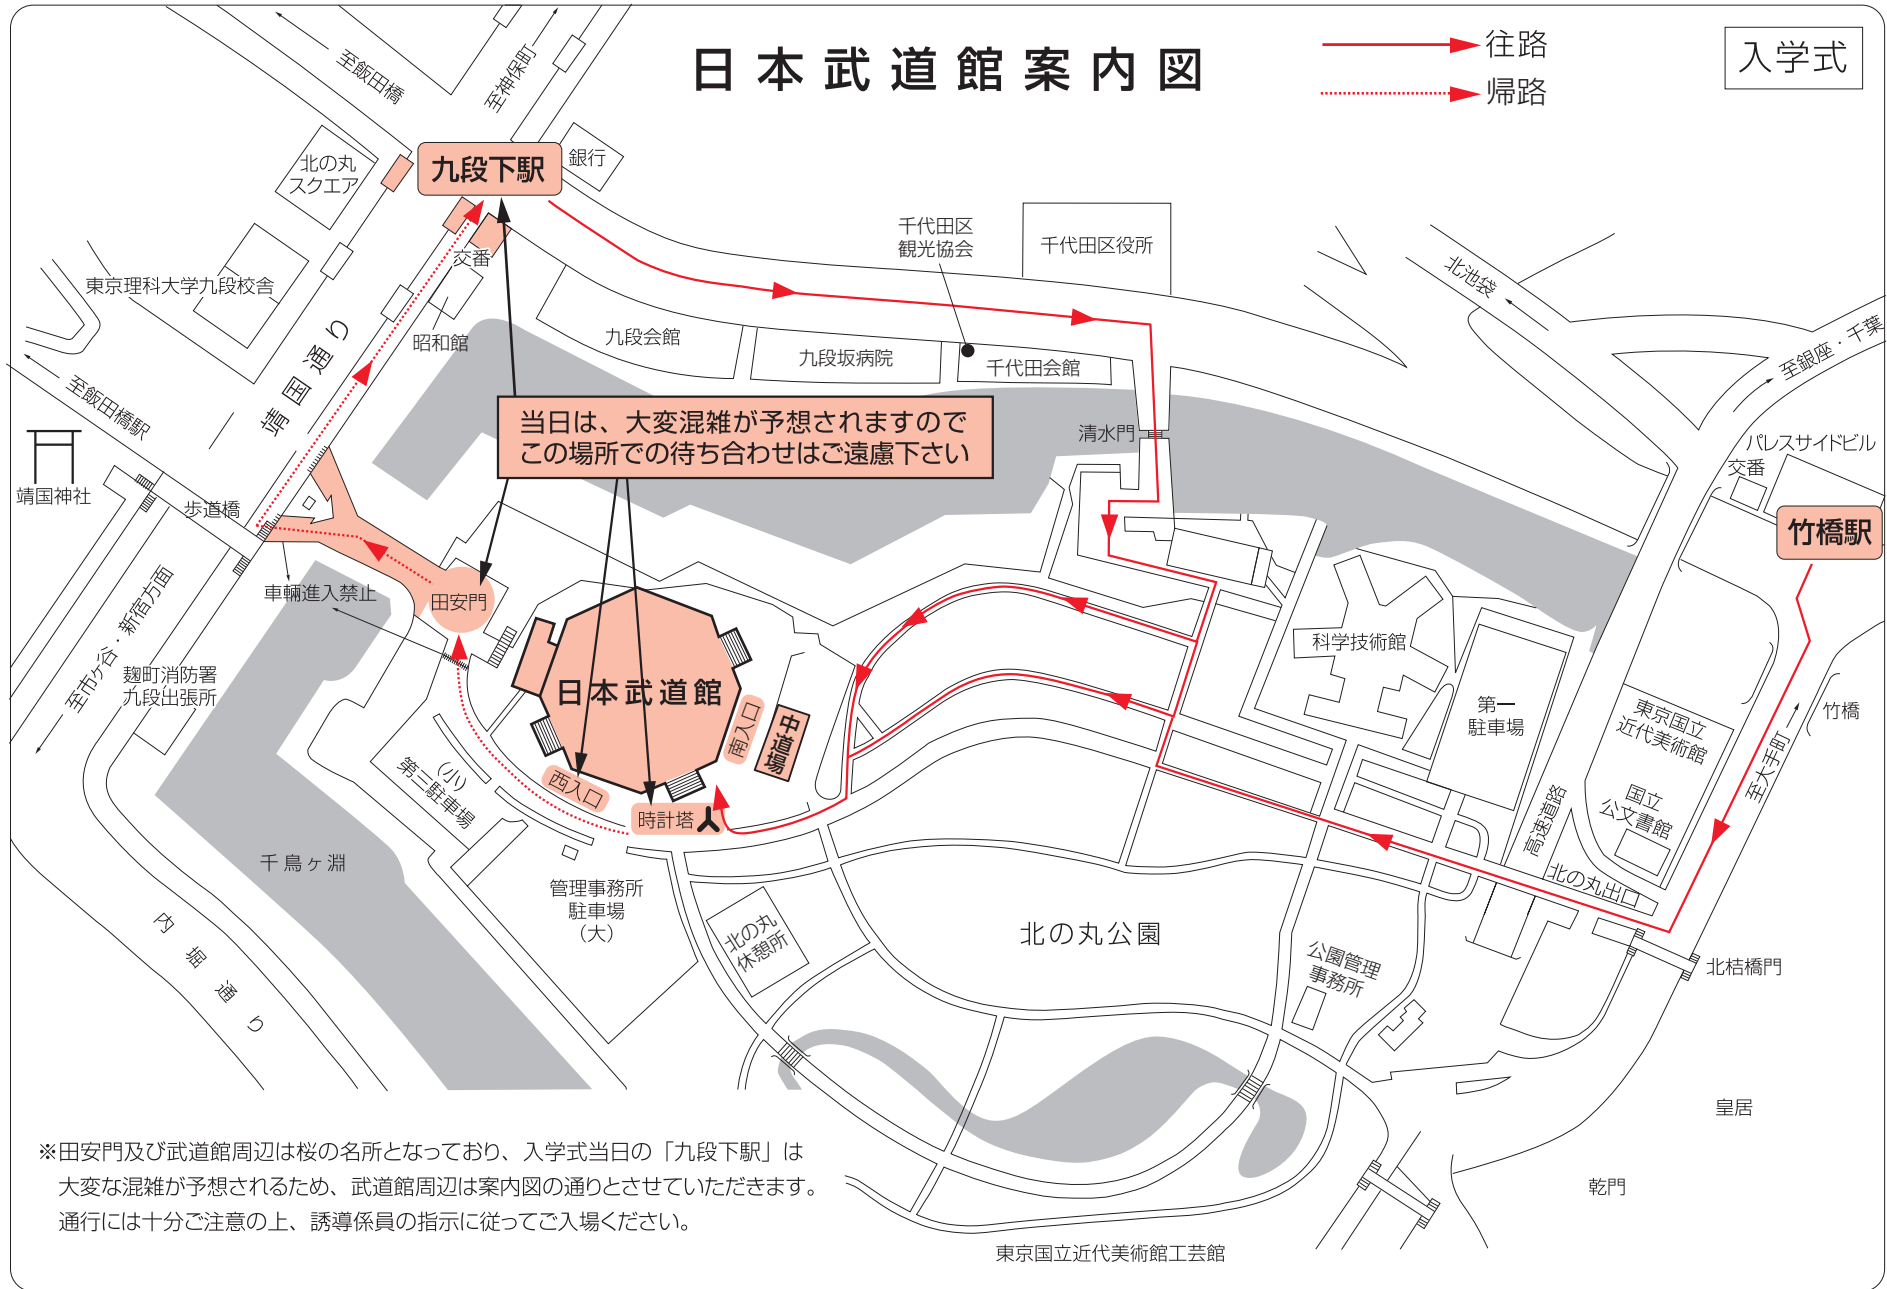 日本武道館案内図
往路
帰路
入学式
至飯田橋
至神保町
北の丸
スクエア
九段下駅
銀行
千代田区
観光協会
千代田区役所
北池袋
至銀座・千葉
東京理科大学九段校舎
交番
昭和館
九段会館
九段坂病院
千代田会館
靖国通り
至飯田橋駅
当日は、大変混雑が予想されますので
この場所での待ち合わせはご遠慮下さい
清水門
パレスサイドビル
交番
竹橋駅
靖国神社
歩道橋
車輛進入禁止
田安門
至市ヶ谷・新宿方面
麹町消防署
九段出張所
日本武道館
南入口
中道場
西入口
時計塔
科学技術館
第一
駐車場
東京国立
近代美術館
竹橋
至大手町
国立
公文書館
高速道路
北の丸出口
(小)
第三駐車場
千鳥ヶ淵
管理事務所
駐車場
(大)
北の丸
休憩所
北の丸公園
公園管理
事務所
北桔橋門
内堀通り
皇居
乾門
※田安門及び武道館周辺は桜の名所となっており、入学式当日の「九段下駅」は
大変な混雑が予想されるため、武道館周辺は案内図の通りとさせていただきます。
通行には十分ご注意の上、誘導係員の指示に従ってご入場ください。
東京国立近代美術館工芸館